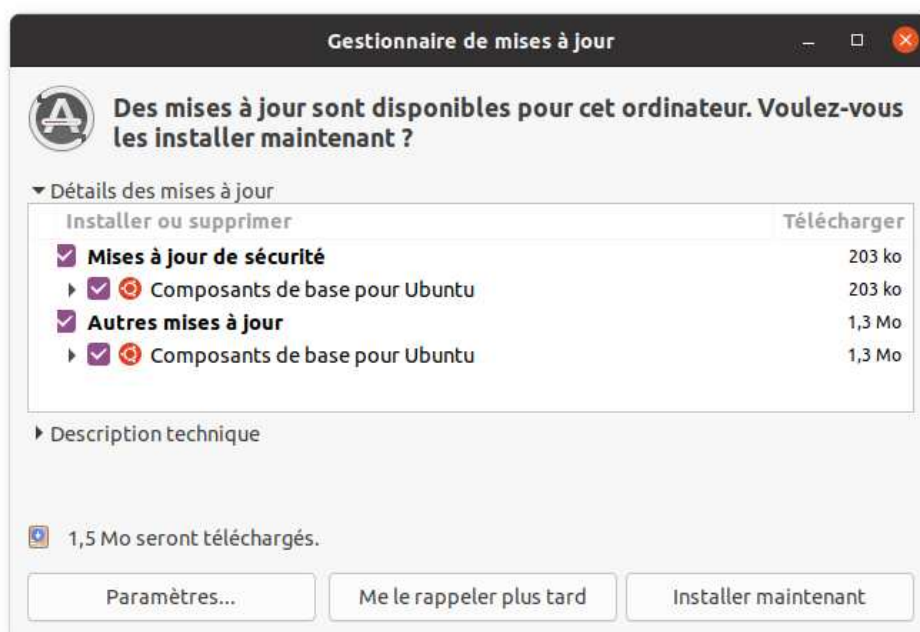 Gestionnaire de mises à jour
Des mises à jour sont disponibles pour cet ordinateur. Voulez-vous
les installer maintenant ?
Détails des mises à jour
Installer ou supprimer Télécharger
Mises à jour de sécurité 203 ko
Composants de base pour Ubuntu 203 ko
Autres mises à jour 1,3 Mo
Composants de base pour Ubuntu 1,3 Mo
Description technique
1,5 Mo seront téléchargés.
Paramètres... Me le rappeler plus tard Installer maintenant